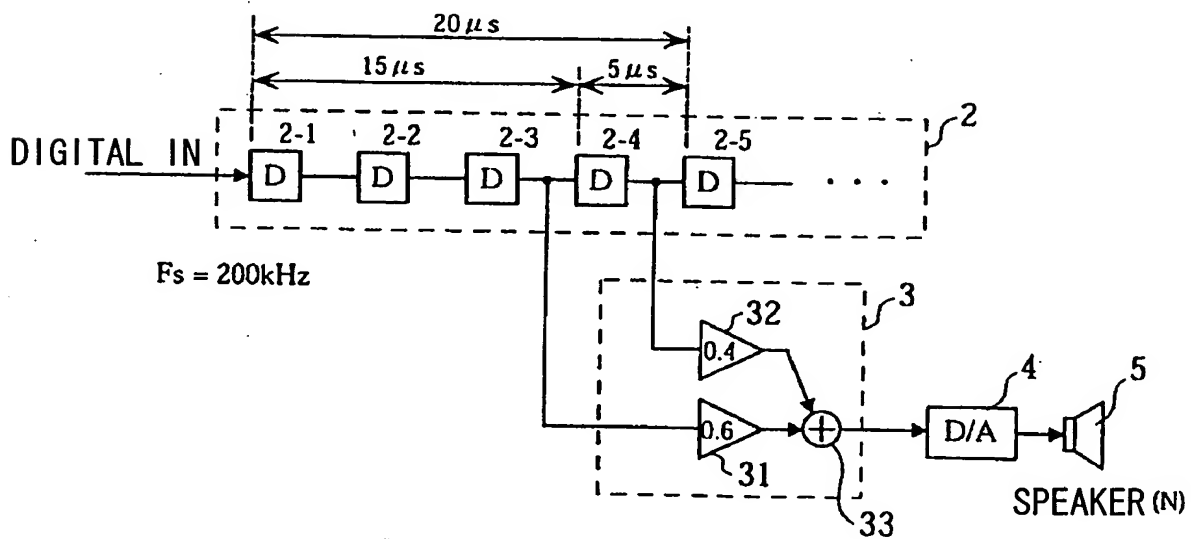 20μs
15μs 5μs
2
2-1 2-2 2-3 2-4 2-5
DIGITAL IN
D D D D D . . .
Fs = 200kHz
3
32
0.4
4 5
0.6 + D/A
31
33
SPEAKER (N)